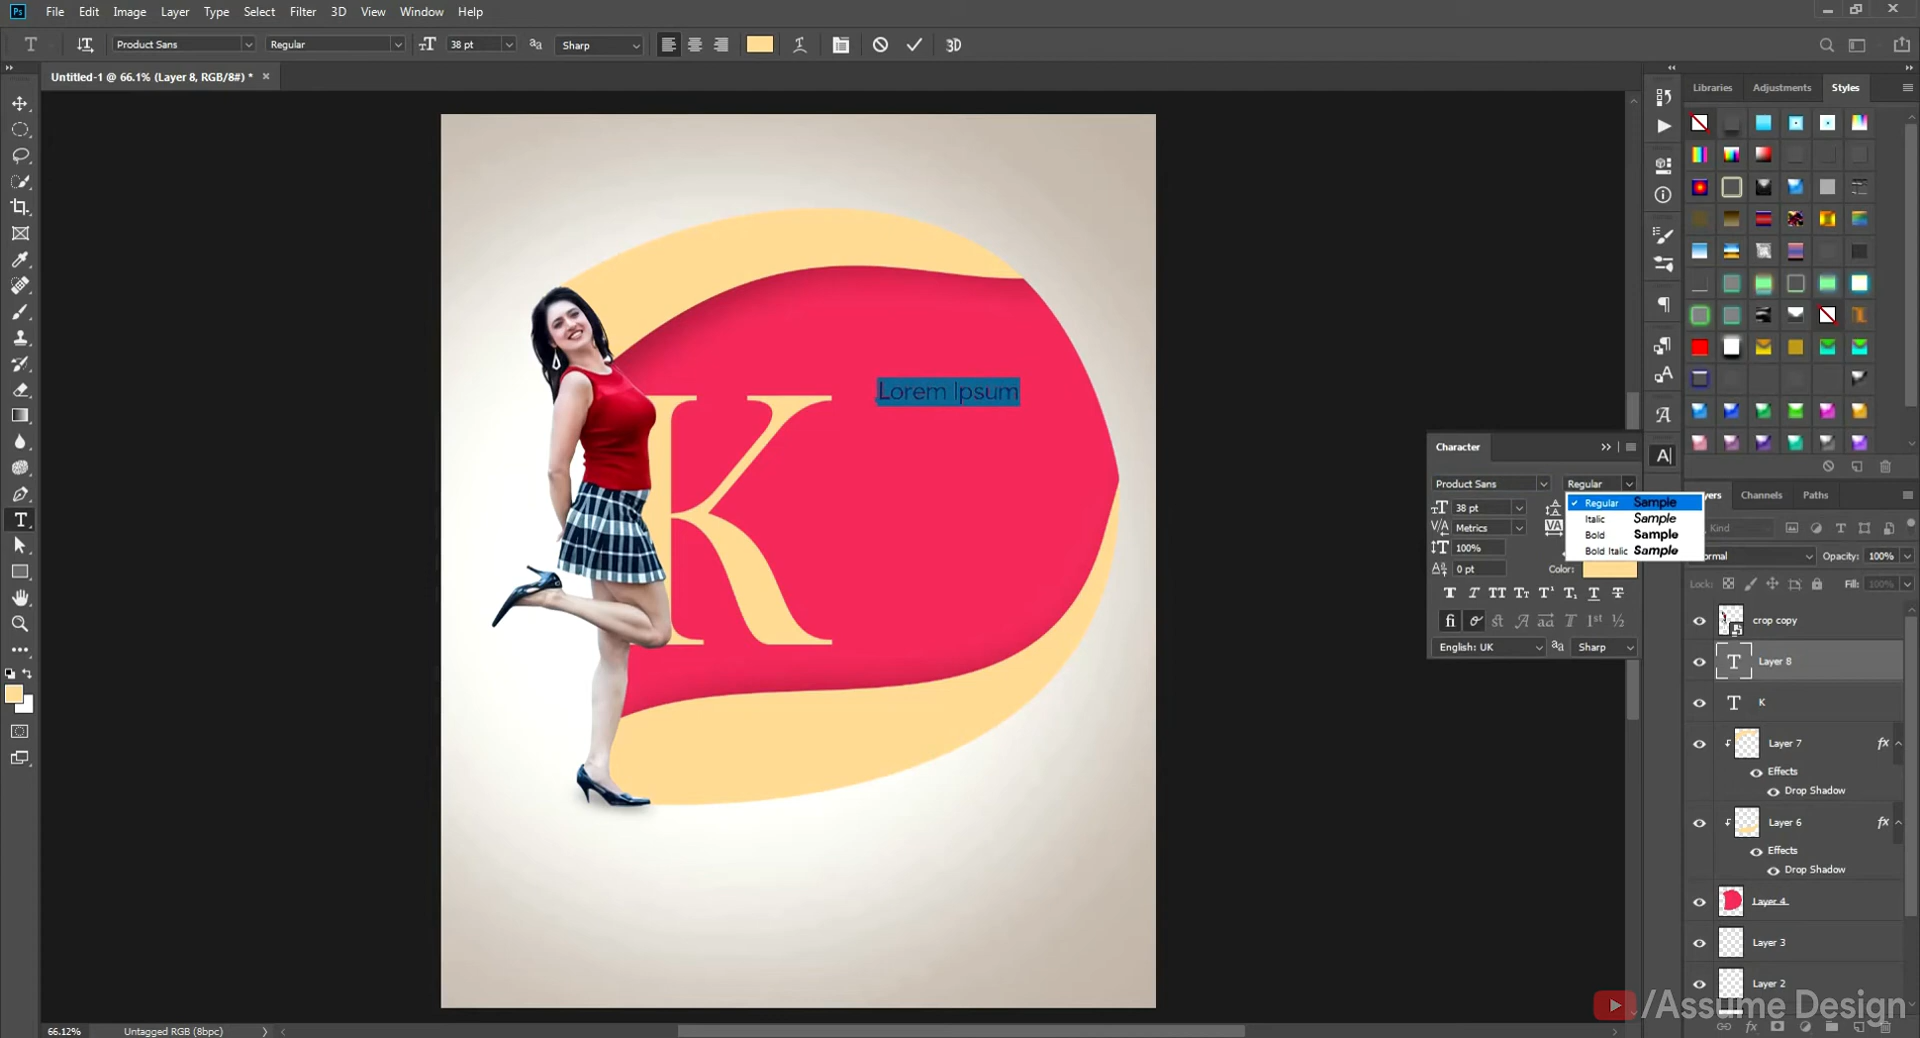 Ps File Edit Image Layer Type Select Filter 3D View Window Help
Product Sans Regular 38 pt Sharp 3D
Untitled-1 @ 66.1% (Layer 8, RGB/8#) * ×
Libraries Adjustments Styles
Lorem Ipsum
K
Character
Product Sans Regular
Regular Sample
Italic Sample
Bold Sample
Bold Italic Sample
38 pt
Metrics
100%
0 pt Color:
English: UK Sharp
Channels Paths
Kind
Opacity: 100%
Lock: Fill: 100%
crop copy
Layer 8
K
Layer 7 fx
Effects
Drop Shadow
Layer 6 fx
Effects
Drop Shadow
Layer 4
Layer 3
Layer 2
/Assume Design
66.12% Untagged RGB (8bpc)